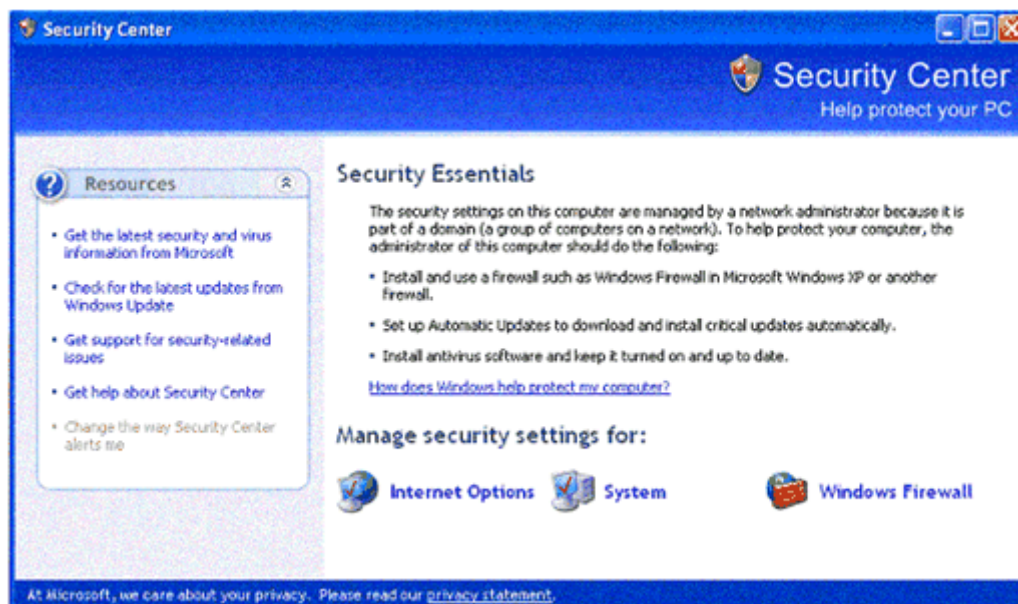 Security Center
Security Center
Help protect your PC
Resources
Get the latest security and virus
information from Microsoft
Check for the latest updates from
Windows Update
Get support for security-related
issues
Get help about Security Center
Change the way Security Center
alerts me
Security Essentials
The security settings on this computer are managed by a network administrator because it is
part of a domain (a group of computers on a network). To help protect your computer, the
administrator of this computer should do the following:
• Install and use a firewall such as Windows Firewall in Microsoft Windows XP or another
firewall.
• Set up Automatic Updates to download and install critical updates automatically.
• Install antivirus software and keep it turned on and up to date.
How does Windows help protect my computer?
Manage security settings for:
Internet Options
System
Windows Firewall
At Microsoft, we care about your privacy. Please read our privacy statement.